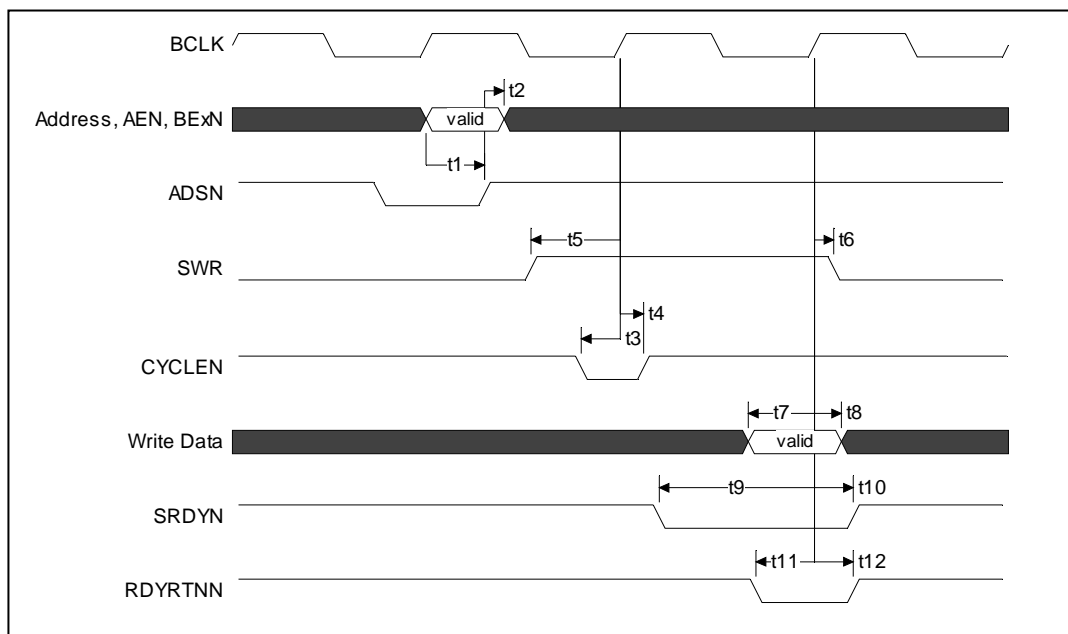 BCLK
t2
Address, AEN, BExN
valid
t1
ADSN
t5
t6
SWR
t4
t3
CYCLEN
t7
t8
Write Data
valid
t9
t10
SRDYN
t11
t12
RDYRTNN